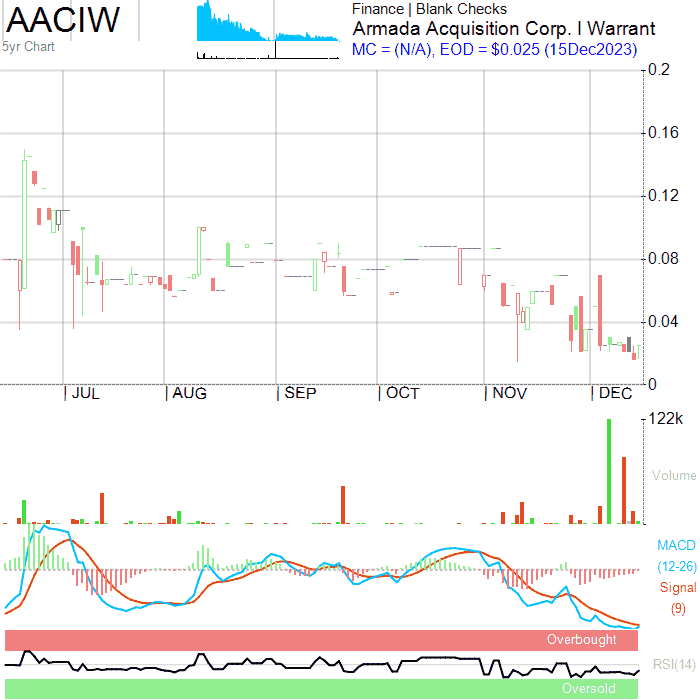 AACIW
5yr Chart
Finance | Blank Checks
Armada Acquisition Corp. I Warrant
MC = (N/A), EOD = $0.025 (15Dec2023)
0.2
0.16
0.12
0.08
0.04
0
| JUL | AUG | SEP | OCT | NOV | DEC
122k
Volume
MACD
(12-26)
Signal
(9)
Overbought
RSI(14)
Oversold